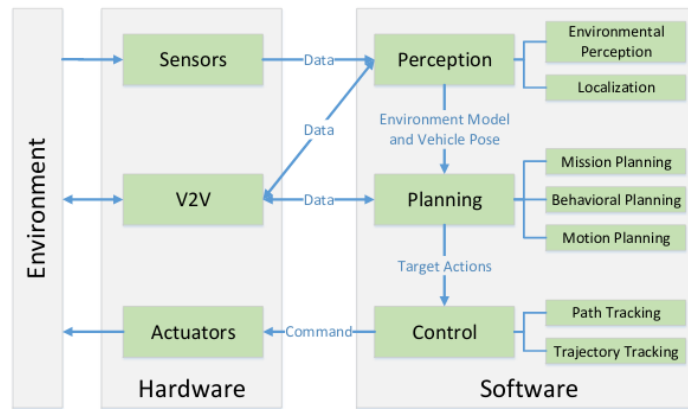 Environment
Sensors
Data
Perception
Environmental
Perception
Localization
Data
Environment Model
and Vehicle Pose
V2V
Data
Planning
Mission Planning
Behavioral Planning
Motion Planning
Target Actions
Actuators
Command
Control
Path Tracking
Trajectory Tracking
Hardware
Software